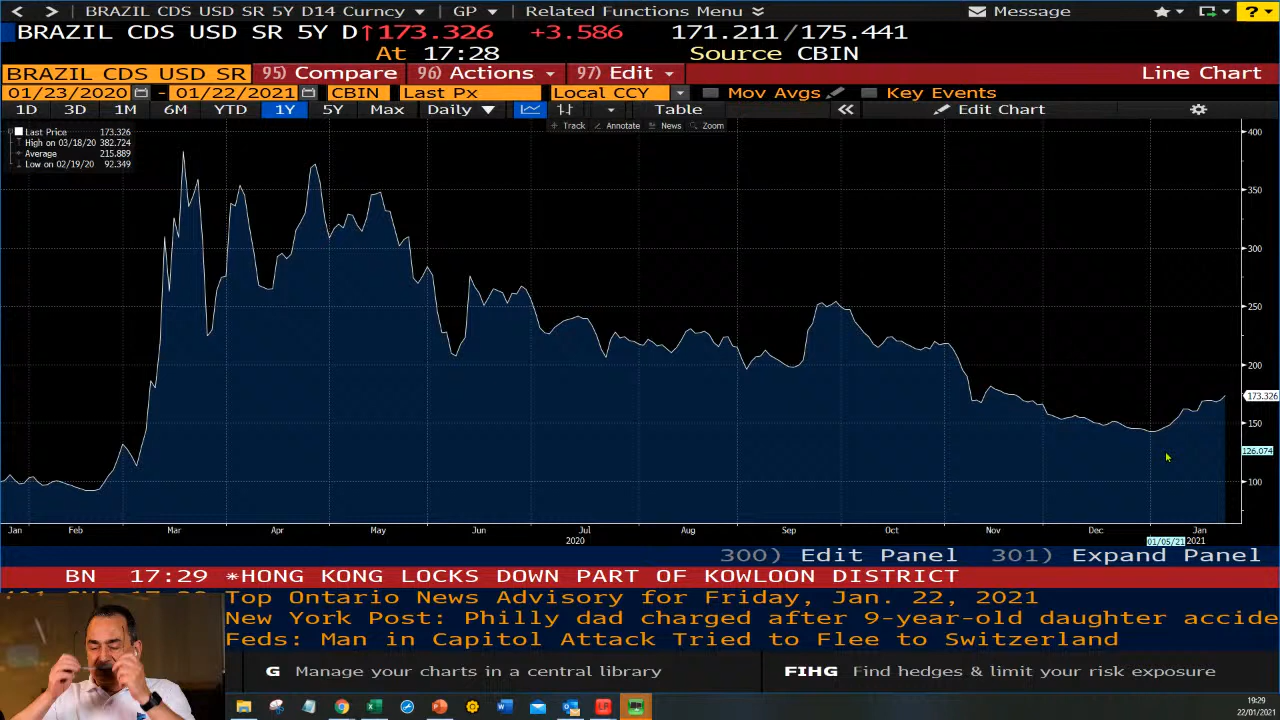 BRAZIL CDS USD SR 5Y D14 Curncy GP Related Functions Menu Message ?
BRAZIL CDS USD SR 5Y D↑173.326 +3.586 171.211/175.441
At 17:28 Source CBIN
BRAZIL CDS USD SR 95) Compare 96) Actions 97) Edit Line Chart
01/23/2020 - 01/22/2021 CBIN Last Px Local CCY Mov Avgs Key Events
1D 3D 1M 6M YTD 1Y 5Y Max Daily ▼ Table « Edit Chart
Track Annotate News Zoom
Last Price 173.326
High on 03/18/20 382.724
Average 215.889
Low on 02/19/20 92.349
400
350
300
250
200
173.326
150
126.074
100
Jan Feb Mar Apr May Jun Jul Aug Sep Oct Nov Dec Jan
2020 01/05/21 2021
300) Edit Panel 301) Expand Panel
BN 17:29 *HONG KONG LOCKS DOWN PART OF KOWLOON DISTRICT
Top Ontario News Advisory for Friday, Jan. 22, 2021
New York Post: Philly dad charged after 9-year-old daughter accide
Feds: Man in Capitol Attack Tried to Flee to Switzerland
G Manage your charts in a central library FIHG Find hedges & limit your risk exposure
19:29
22/01/2021